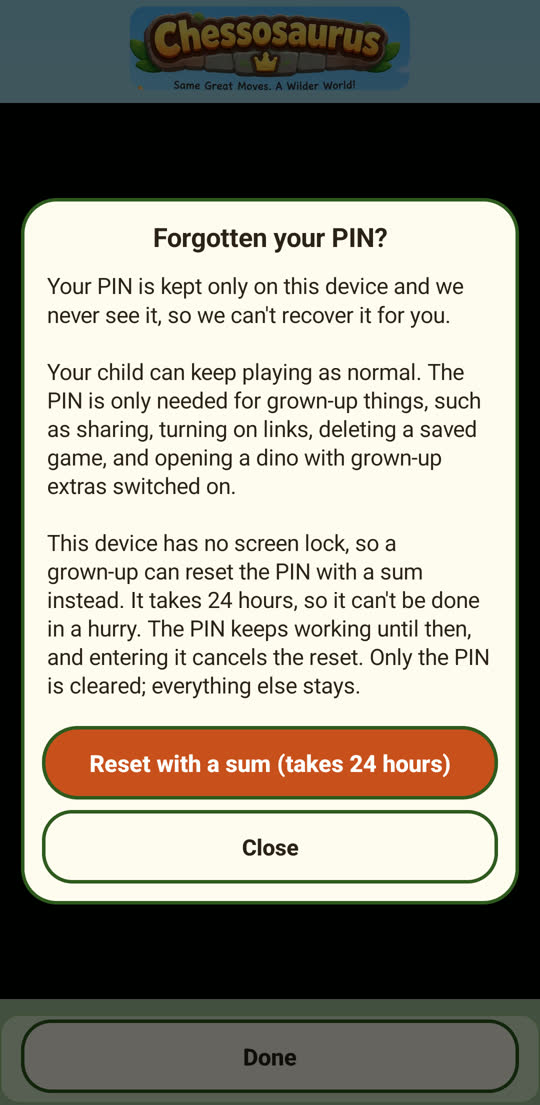 Chessosaurus
Same Great Moves. A Wilder World!
Forgotten your PIN?
Your PIN is kept only on this device and we
never see it, so we can't recover it for you.
Your child can keep playing as normal. The
PIN is only needed for grown-up things, such
as sharing, turning on links, deleting a saved
game, and opening a dino with grown-up
extras switched on.
This device has no screen lock, so a
grown-up can reset the PIN with a sum
instead. It takes 24 hours, so it can't be done
in a hurry. The PIN keeps working until then,
and entering it cancels the reset. Only the PIN
is cleared; everything else stays.
Reset with a sum (takes 24 hours)
Close
Done